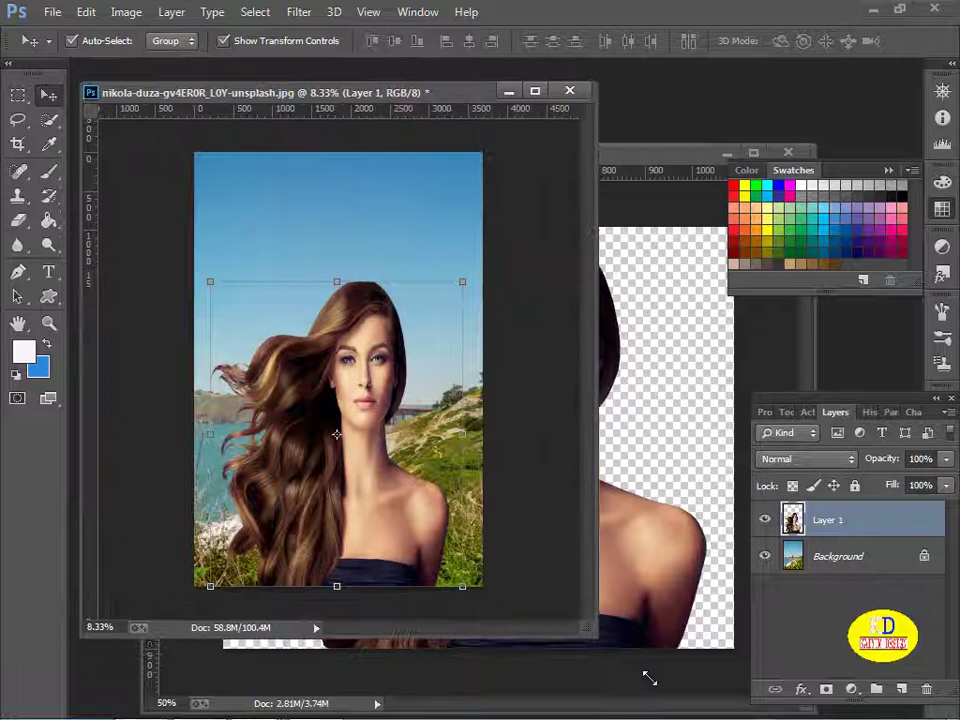 Ps File Edit Image Layer Type Select Filter 3D View Window Help
Auto-Select: Group Show Transform Controls 3D Mode:
nikola-duza-gv4ER0R_L0Y-unsplash.jpg @ 8.33% (Layer 1, RGB/8) *
1000 500 0 500 1000 1500 2000 2500 3000 3500 4000 4500
800 900 1000
Color Swatches
Pro Toc Act Layers His Par Cha
Kind
Normal Opacity: 100%
Lock: Fill: 100%
Layer 1
Background
8.33% Doc: 58.8M/100.4M
KD
50% Doc: 2.81M/3.74M